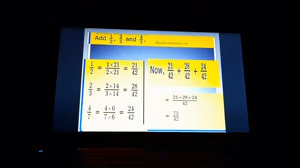 Add 1/2, 2/3 and 4/7.
1/2 = 1×21/2×21 = 21/42
2/3 = 2×14/3×14 = 28/42
4/7 = 4×6/7×6 = 24/42
Now, 21/42 + 28/42 + 24/42
= 21+28+24/42
= 73/42